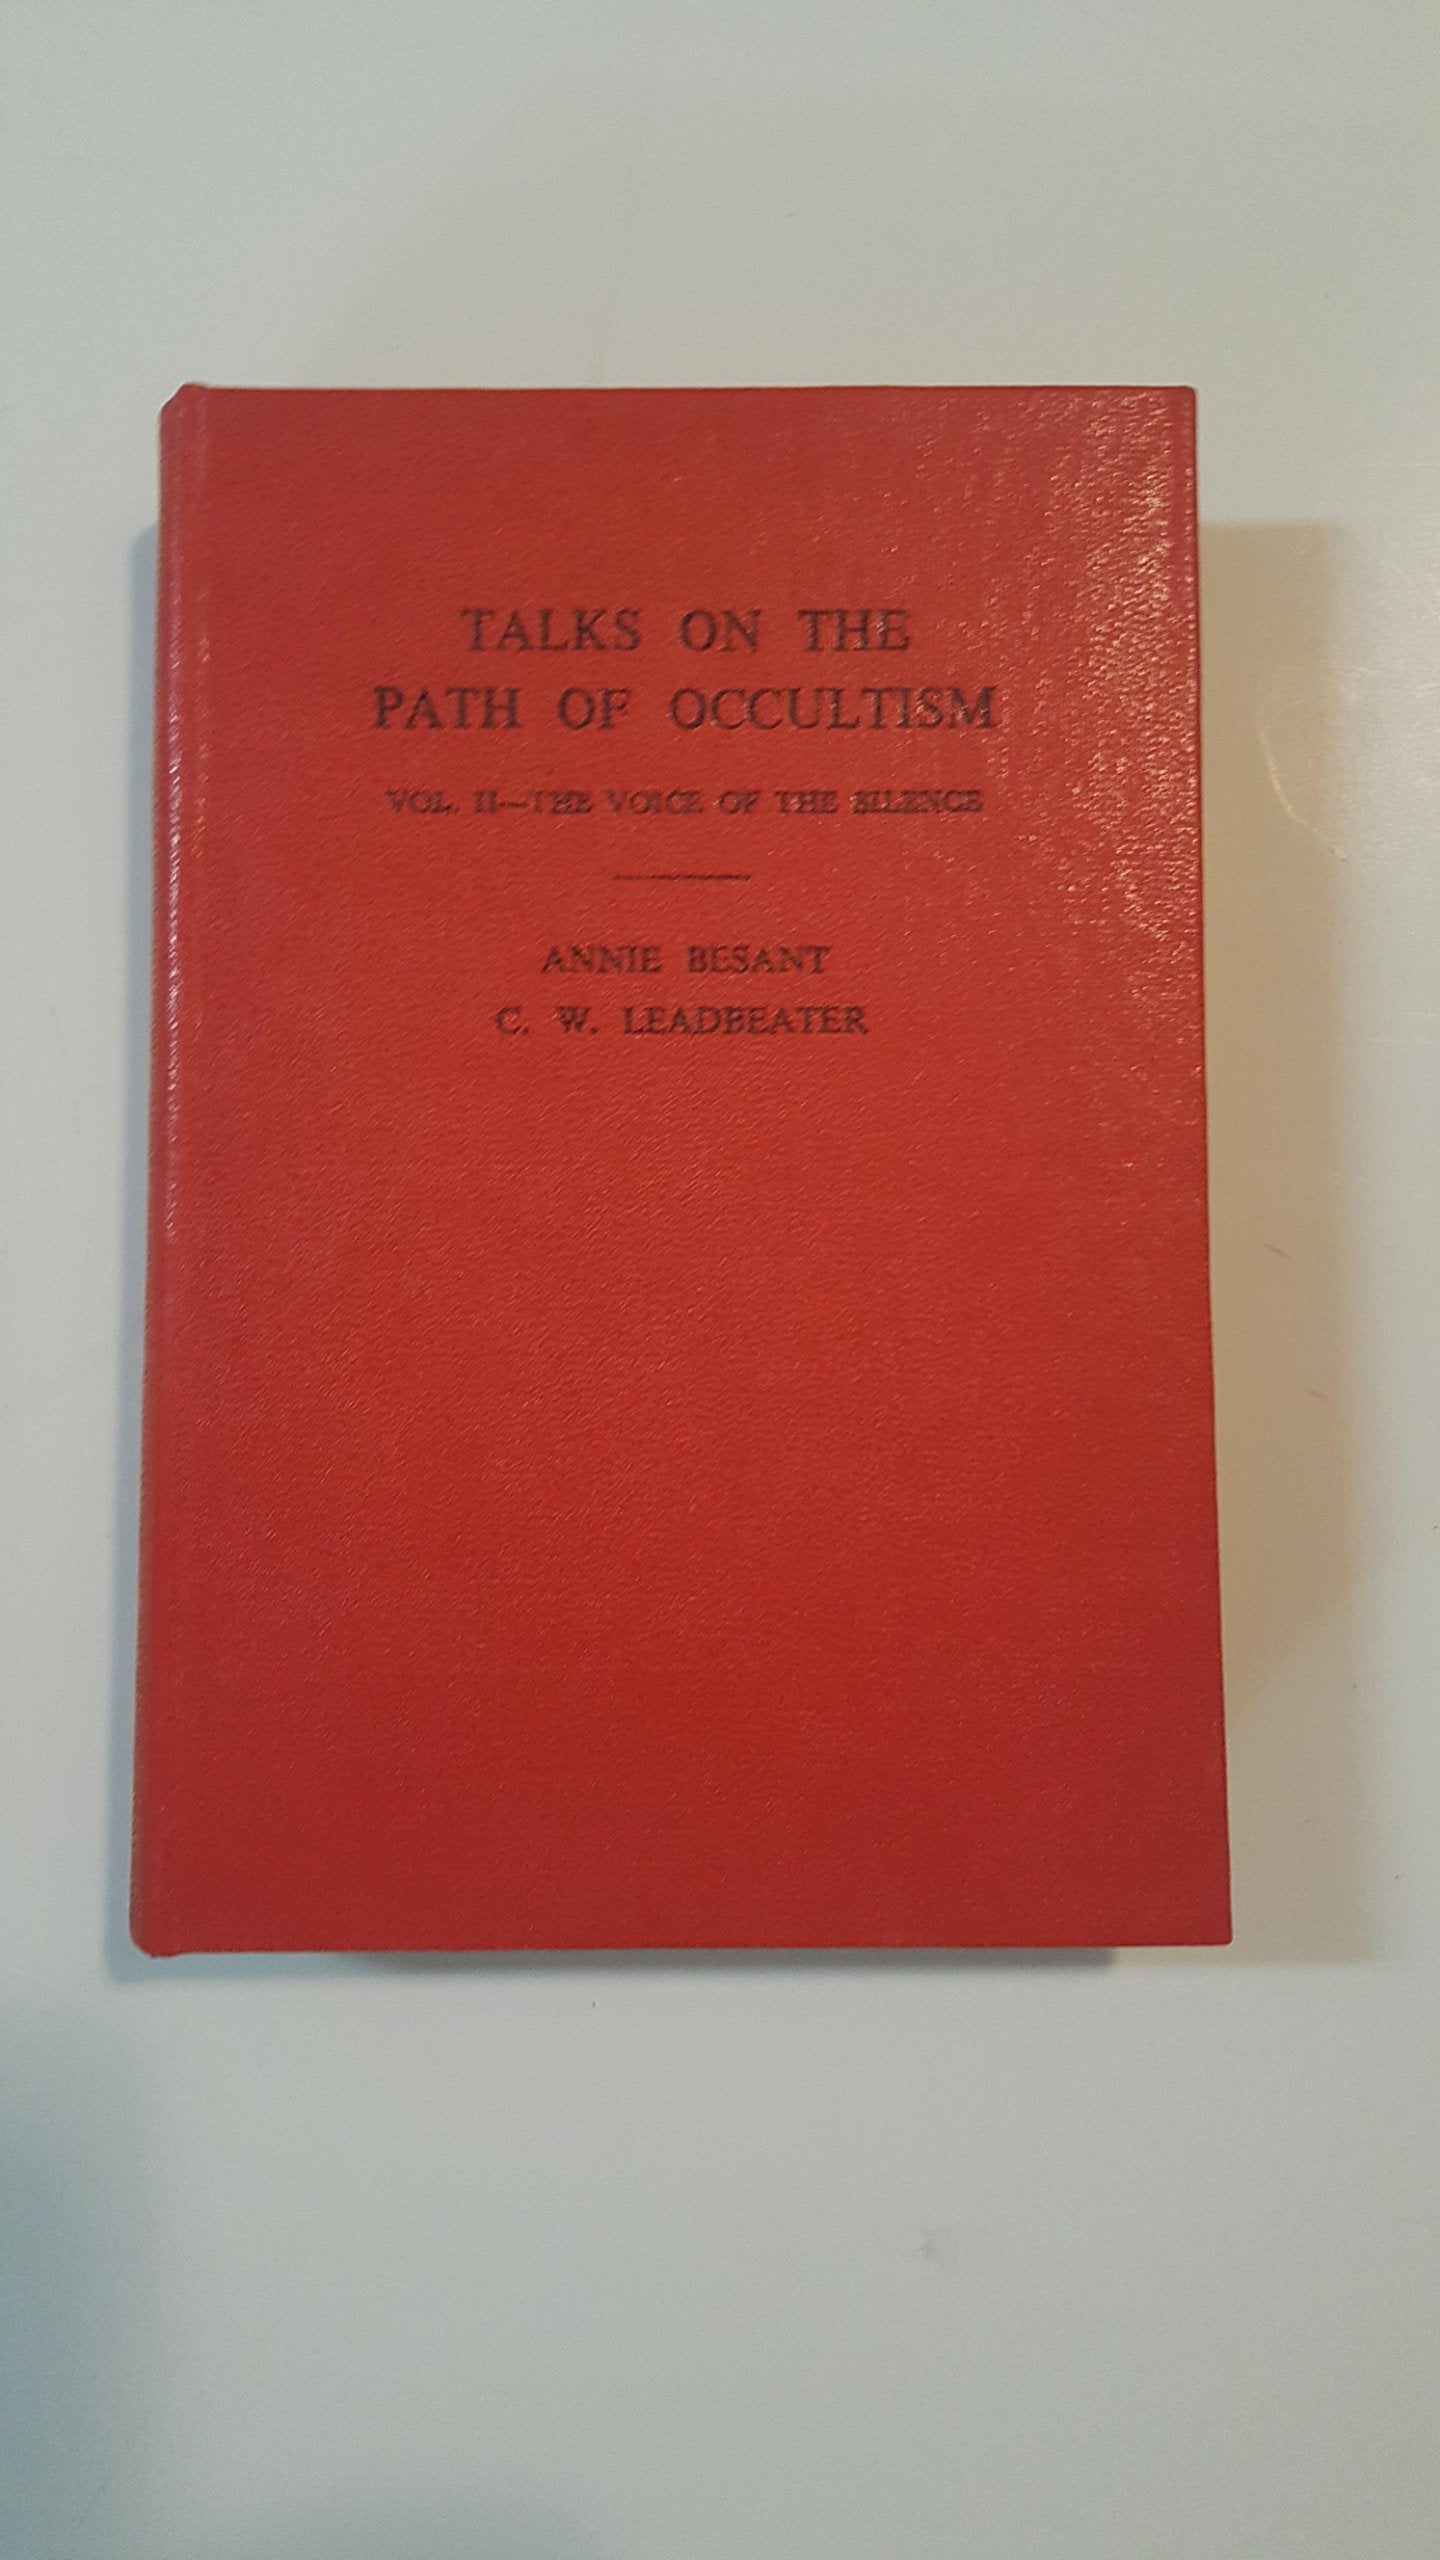 TALKS ON THE
PATH OF OCCULTISM
VOL. II—THE VOICE OF THE SILENCE
ANNIE BESANT
C. W. LEADBEATER